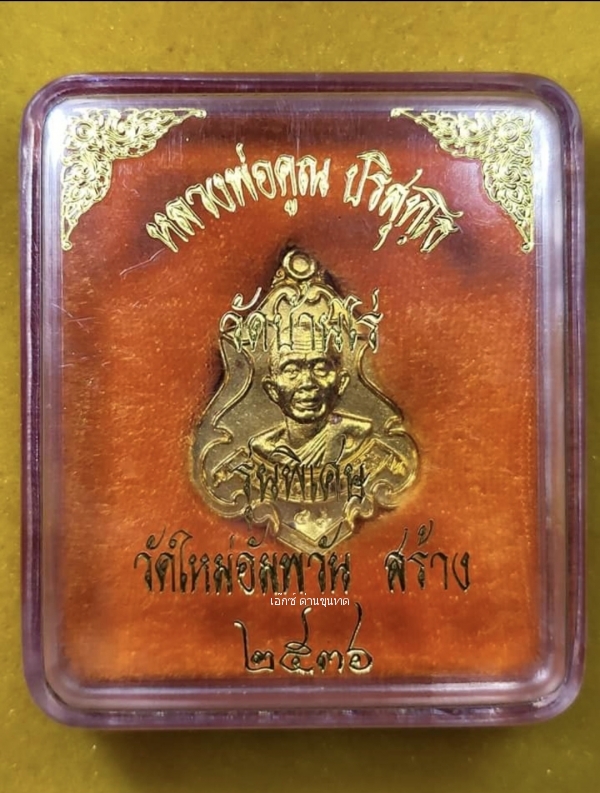 หลวงพ่อคูณ ปริสุทฺโธ
วัดบ้านไร่
รุ่นพิเศษ
วัดใหม่อัมพวัน สร้าง
เอ็กซ์ ด่านขุนทด
๒๕๓๖